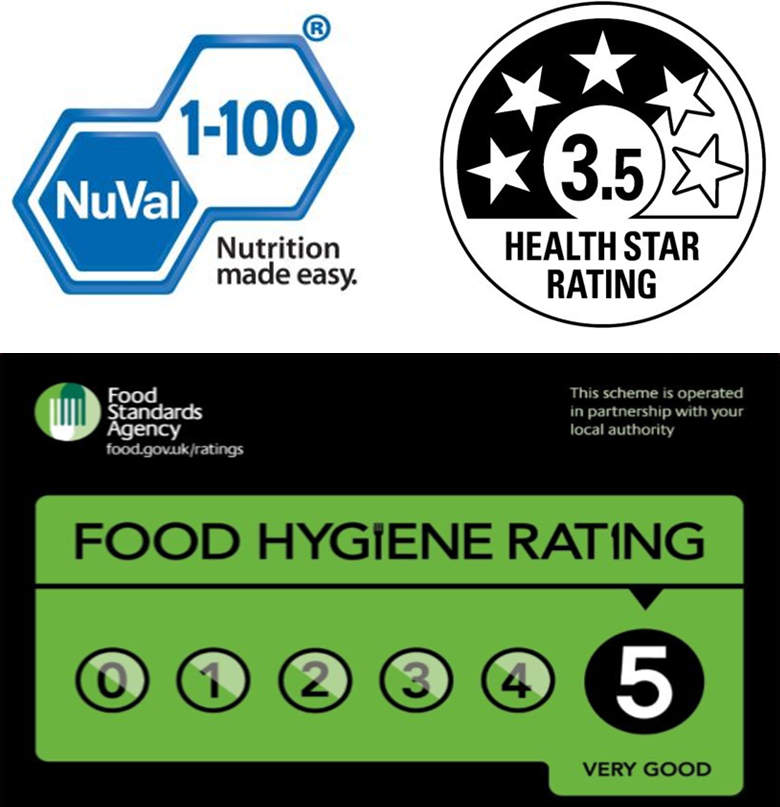 ®
1-100
NuVal
Nutrition
made easy.
3.5
HEALTH STAR
RATING
Food
Standards
Agency
food.gov.uk/ratings
This scheme is operated
in partnership with your
local authority
FOOD HYGIENE RATING
0 1 2 3 4 5
VERY GOOD